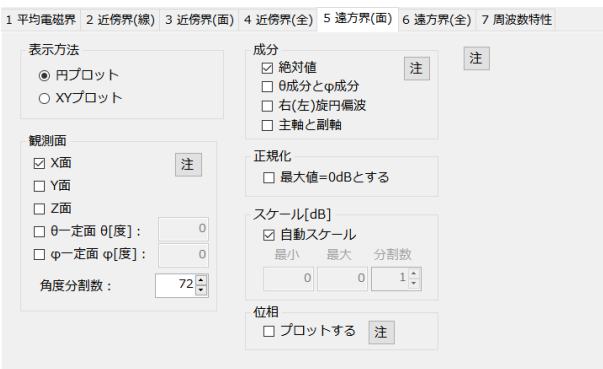 1 平均電磁界 2 近傍界(線) 3 近傍界(面) 4 近傍界(全) 5 遠方界(面) 6 遠方界(全) 7 周波数特性
表示方法
円プロット
XYプロット
観測面
X面 注
Y面
Z面
θ一定面 θ[度]: 0
φ一定面 φ[度]: 0
角度分割数: 72
成分
絶対値 注
θ成分とφ成分
右(左)旋円偏波
主軸と副軸
正規化
最大値=0dBとする
スケール[dB]
自動スケール
最小 最大 分割数
0 0 1
位相
プロットする 注
注